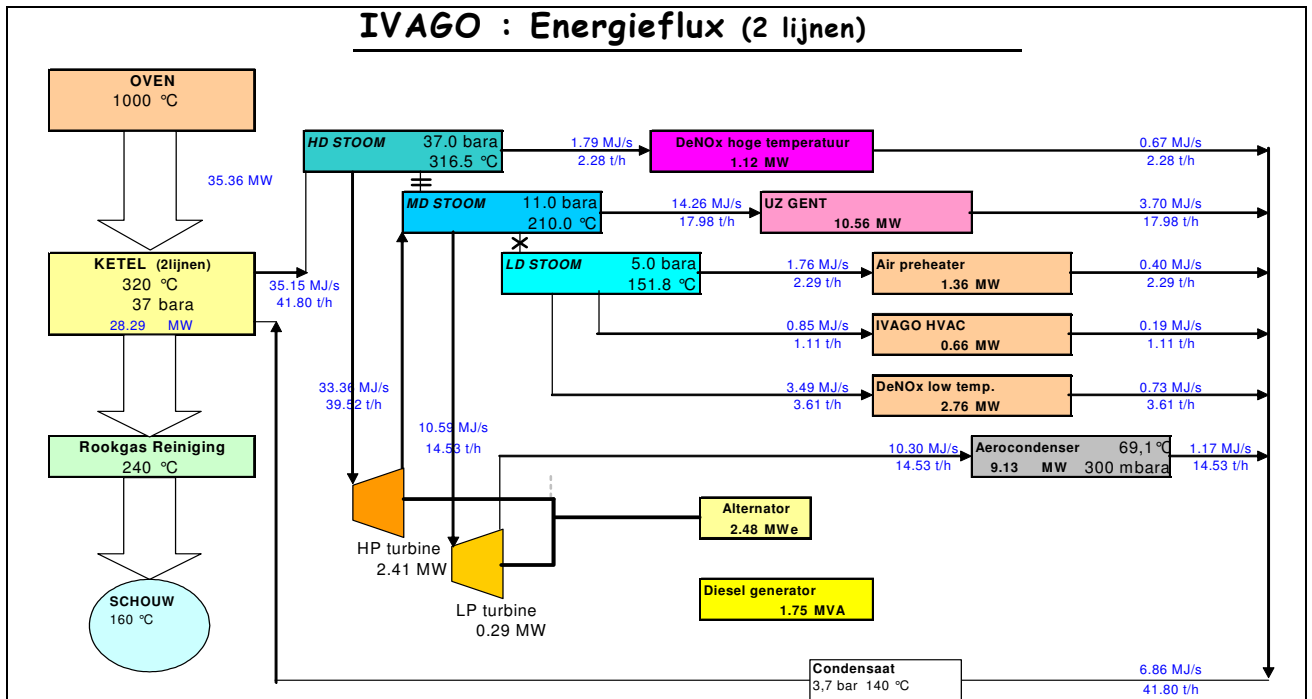 IVAGO : Energieflux (2 lijnen)
OVEN
1000 °C
35.36 MW
HD STOOM 37.0 bara
316.5 °C
1.79 MJ/s
2.28 t/h
DeNOx hoge temperatuur
1.12 MW
0.67 MJ/s
2.28 t/h
MD STOOM 11.0 bara
210.0 °C
14.26 MJ/s
17.98 t/h
UZ GENT
10.56 MW
3.70 MJ/s
17.98 t/h
KETEL (2lijnen)
320 °C
37 bara
28.29 MW
35.15 MJ/s
41.80 t/h
LD STOOM 5.0 bara
151.8 °C
1.76 MJ/s
2.29 t/h
Air preheater
1.36 MW
0.40 MJ/s
2.29 t/h
0.85 MJ/s
1.11 t/h
IVAGO HVAC
0.66 MW
0.19 MJ/s
1.11 t/h
33.36 MJ/s
39.52 t/h
3.49 MJ/s
3.61 t/h
DeNOx low temp.
2.76 MW
0.73 MJ/s
3.61 t/h
10.59 MJ/s
14.53 t/h
Rookgas Reiniging
240 °C
10.30 MJ/s
14.53 t/h
Aerocondenser 69,1°C
9.13 MW 300 mbara
1.17 MJ/s
14.53 t/h
Alternator
2.48 MWe
HP turbine
2.41 MW
Diesel generator
1.75 MVA
SCHOUW
160 °C
LP turbine
0.29 MW
Condensaat
3,7 bar 140 °C
6.86 MJ/s
41.80 t/h